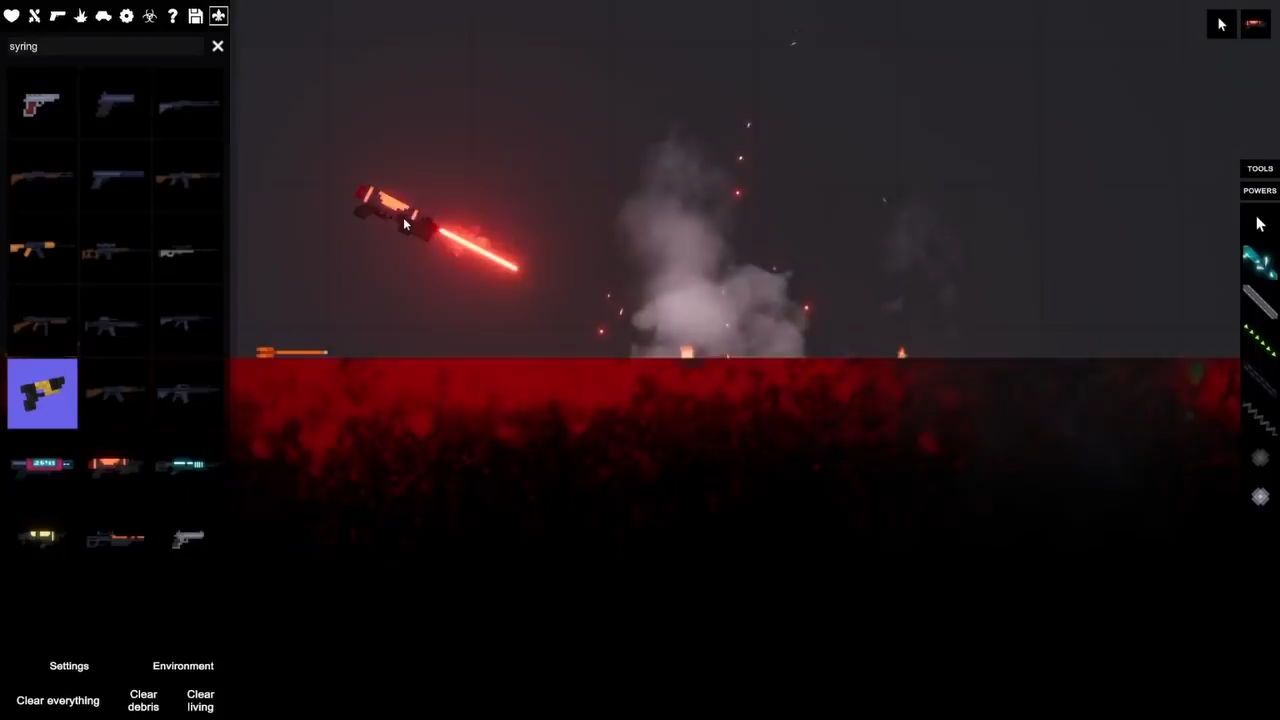 syring
TOOLS
POWERS
Settings
Environment
Clear everything
Clear
debris
Clear
living